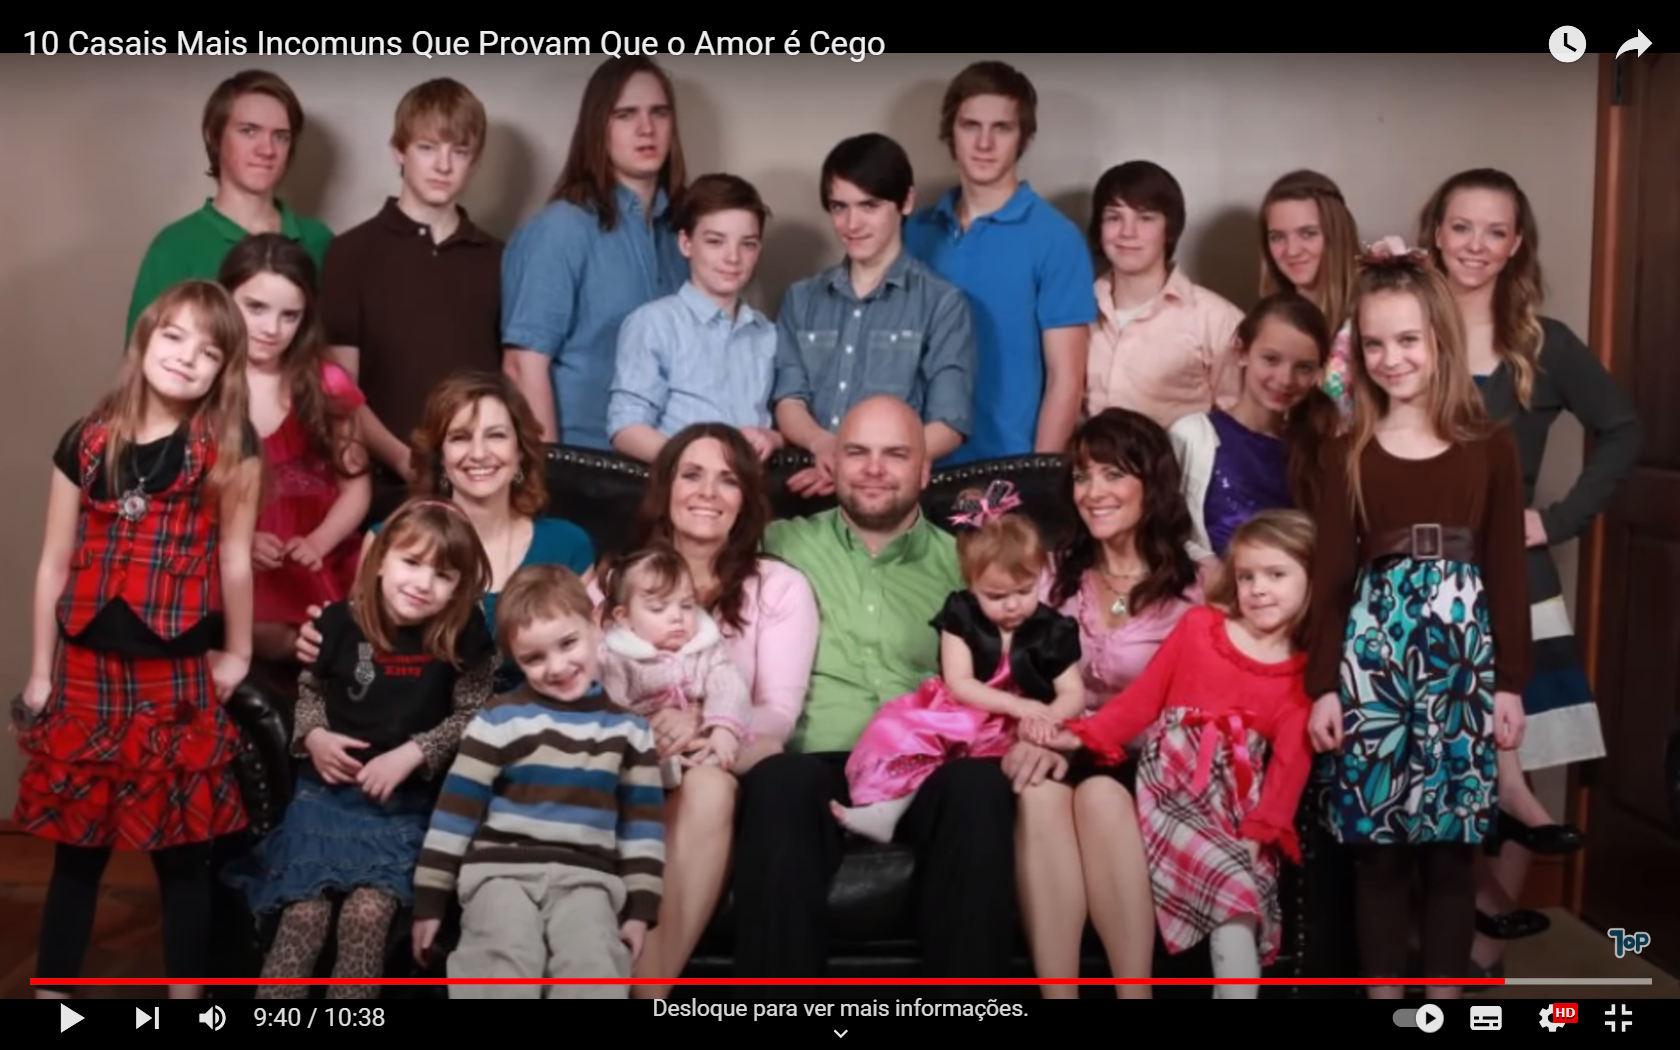 10 Casais Mais Incomuns Que Provam Que o Amor é Cego
Kitty
TOP
9:40 / 10:38
Desloque para ver mais informações.
HD